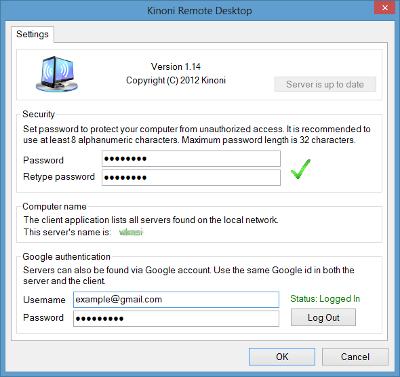 Kinoni Remote Desktop
Settings
Version 1.14
Copyright (C) 2012 Kinoni
Server is up to date
Security
Set password to protect your computer from unauthorized access. It is recommended
to use at least 8 alphanumeric characters. Maximum password length is 32 characters.
Password ●●●●●●●●
Retype password ●●●●●●●●
Computer name
The client application lists all servers found on the local network.
This server's name is:
Google authentication
Servers can also be found via Google account. Use the same Google id in both
the server and the client.
Username example@gmail.com Status: Logged In
Password ●●●●●●●●● Log Out
OK Cancel